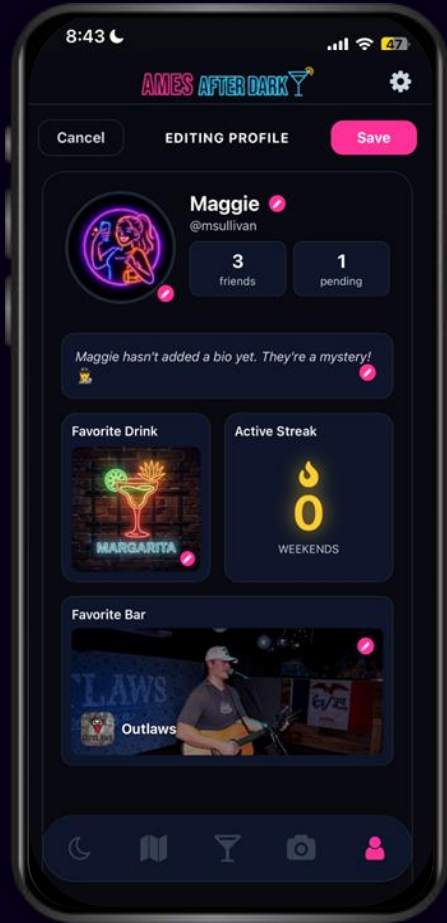 8:43
47
AMES AFTER DARK
Cancel
EDITING PROFILE
Save
Maggie
@msullivan
3
friends
1
pending
Maggie hasn't added a bio yet. They're a mystery!
Favorite Drink
MARGARITA
Active Streak
0
WEEKENDS
Favorite Bar
LAWS
Outlaws